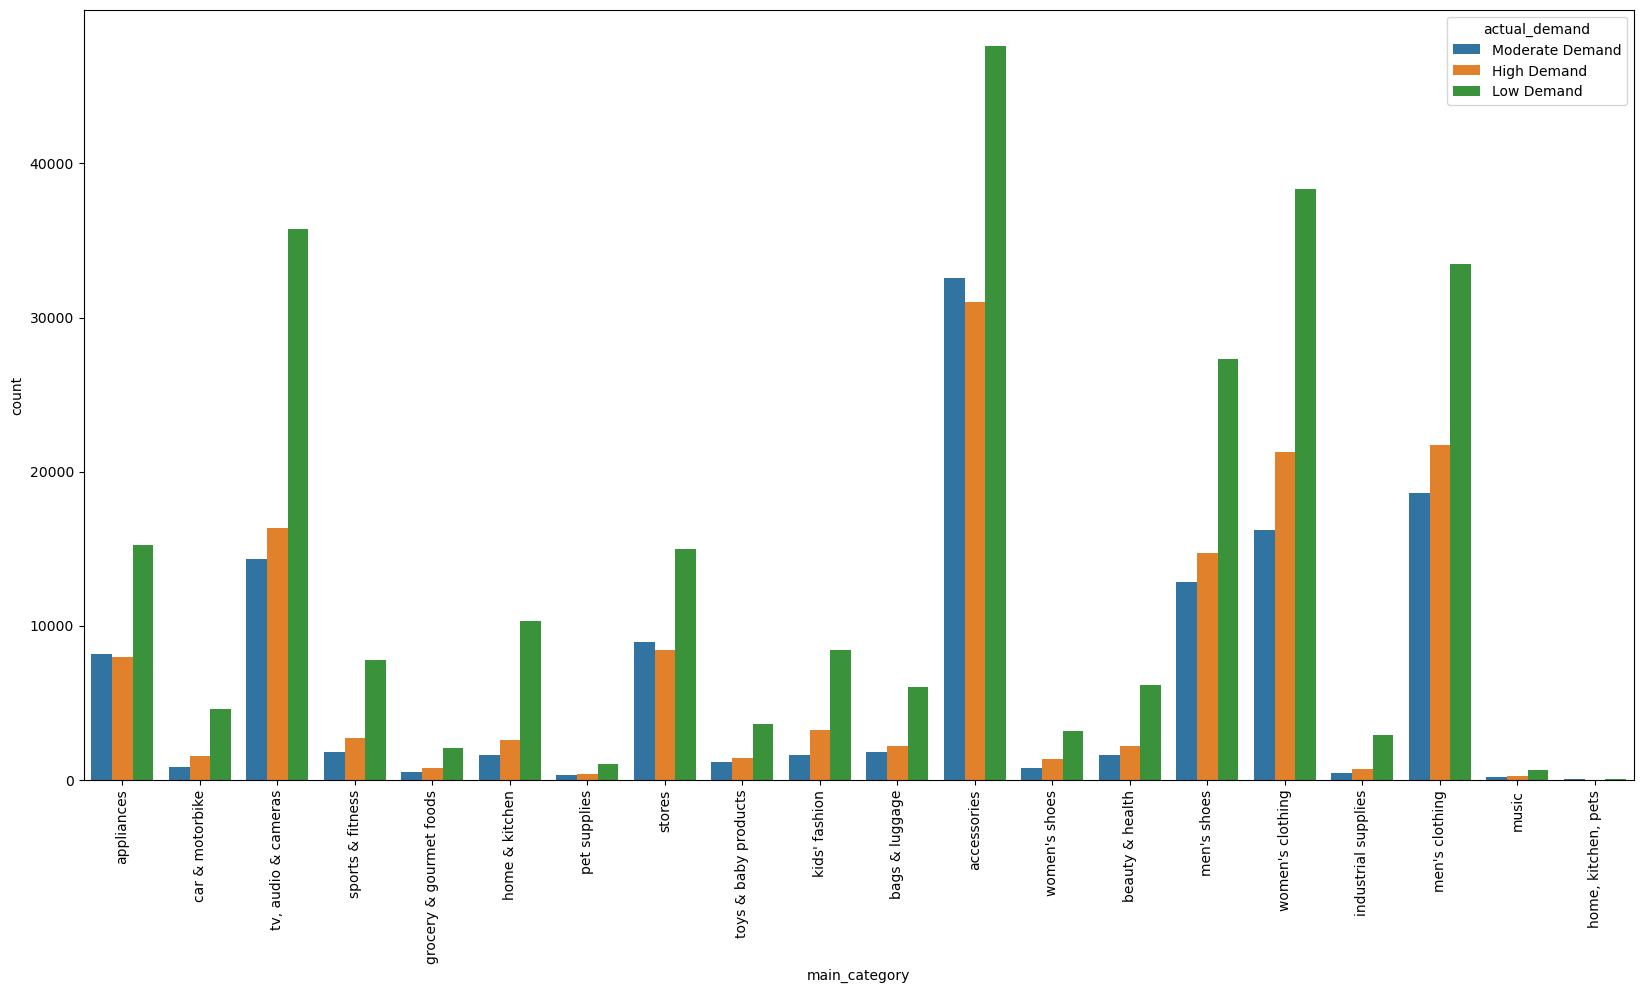 actual_demand
Moderate Demand
High Demand
Low Demand
count
40000
30000
20000
10000
0
appliances
car & motorbike
tv, audio & cameras
sports & fitness
grocery & gourmet foods
home & kitchen
pet supplies
stores
toys & baby products
kids' fashion
bags & luggage
accessories
women's shoes
beauty & health
men's shoes
women's clothing
industrial supplies
men's clothing
music
home, kitchen, pets
main_category